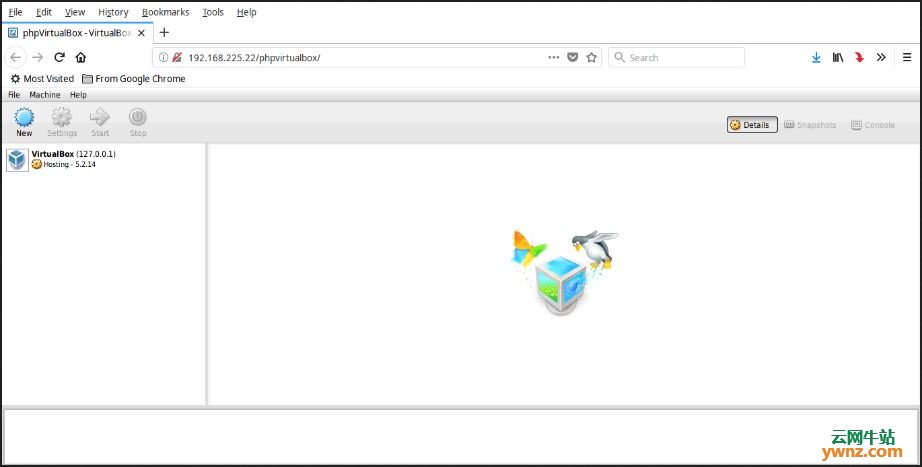 File Edit View History Bookmarks Tools Help
phpVirtualBox - VirtualBox
192.168.225.22/phpvirtualbox/
Search
Most Visited From Google Chrome
File Machine Help
New Settings Start Stop
Details Snapshots Console
VirtualBox (127.0.0.1)
Hosting - 5.2.14
云网牛站
ywnz.com